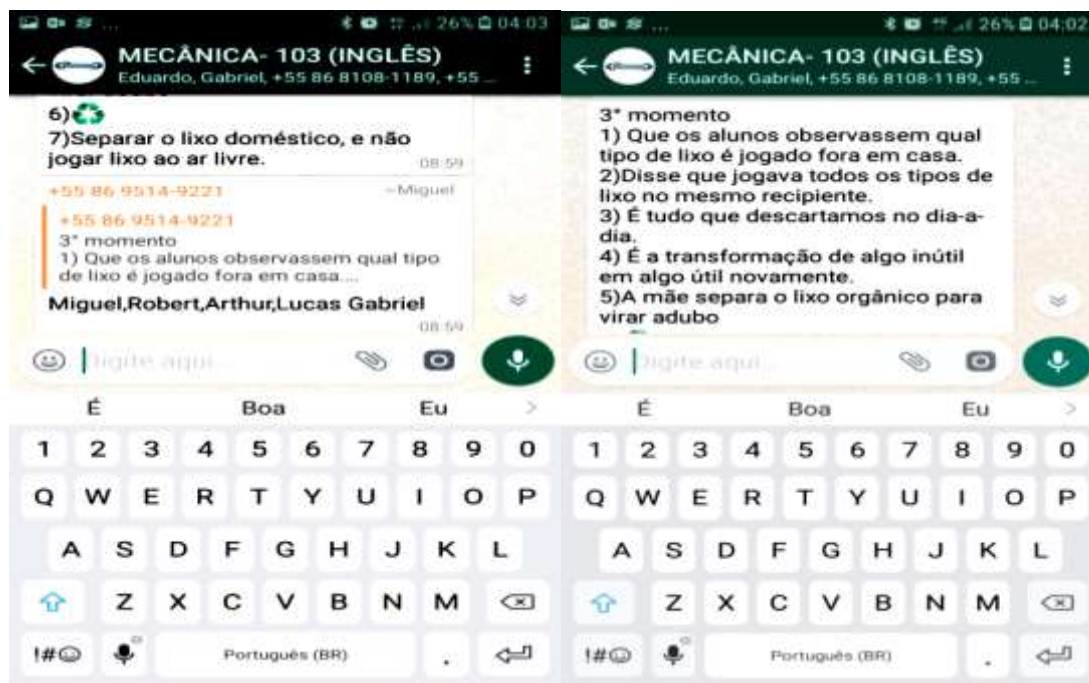 ... 26% 04:03
MECÂNICA- 103 (INGLÊS)
Eduardo, Gabriel, +55 86 8108-1189, +55 ...
6)♻
7)Separar o lixo doméstico, e não
jogar lixo ao ar livre.
08:59
+55 86 9514-9221 ~Miguel
+55 86 9514-9221
3° momento
1) Que os alunos observassem qual tipo
de lixo é jogado fora em casa....
Miguel,Robert,Arthur,Lucas Gabriel
08:59
Digite aqui...
É Boa Eu >
1 2 3 4 5 6 7 8 9 0
Q W E R T Y U I O P
A S D F G H J K L
Z X C V B N M
!#☺ Português (BR) .
... 26% 04:02
MECÂNICA- 103 (INGLÊS)
Eduardo, Gabriel, +55 86 8108-1189, +55 ...
3° momento
1) Que os alunos observassem qual
tipo de lixo é jogado fora em casa.
2)Disse que jogava todos os tipos de
lixo no mesmo recipiente.
3) É tudo que descartamos no dia-a-
dia.
4) É a transformação de algo inútil
em algo útil novamente.
5)A mãe separa o lixo orgânico para
virar adubo
Digite aqui...
É Boa Eu >
1 2 3 4 5 6 7 8 9 0
Q W E R T Y U I O P
A S D F G H J K L
Z X C V B N M
!#☺ Português (BR) .